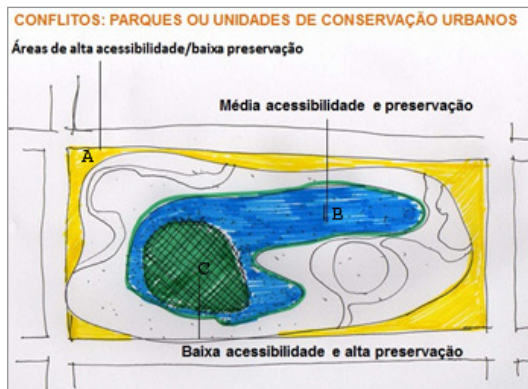 CONFLITOS: PARQUES OU UNIDADES DE CONSERVAÇÃO URBANOS
Áreas de alta acessibilidade/baixa preservação
Média acessibilidade e preservação
A
B
C
Baixa acessibilidade e alta preservação